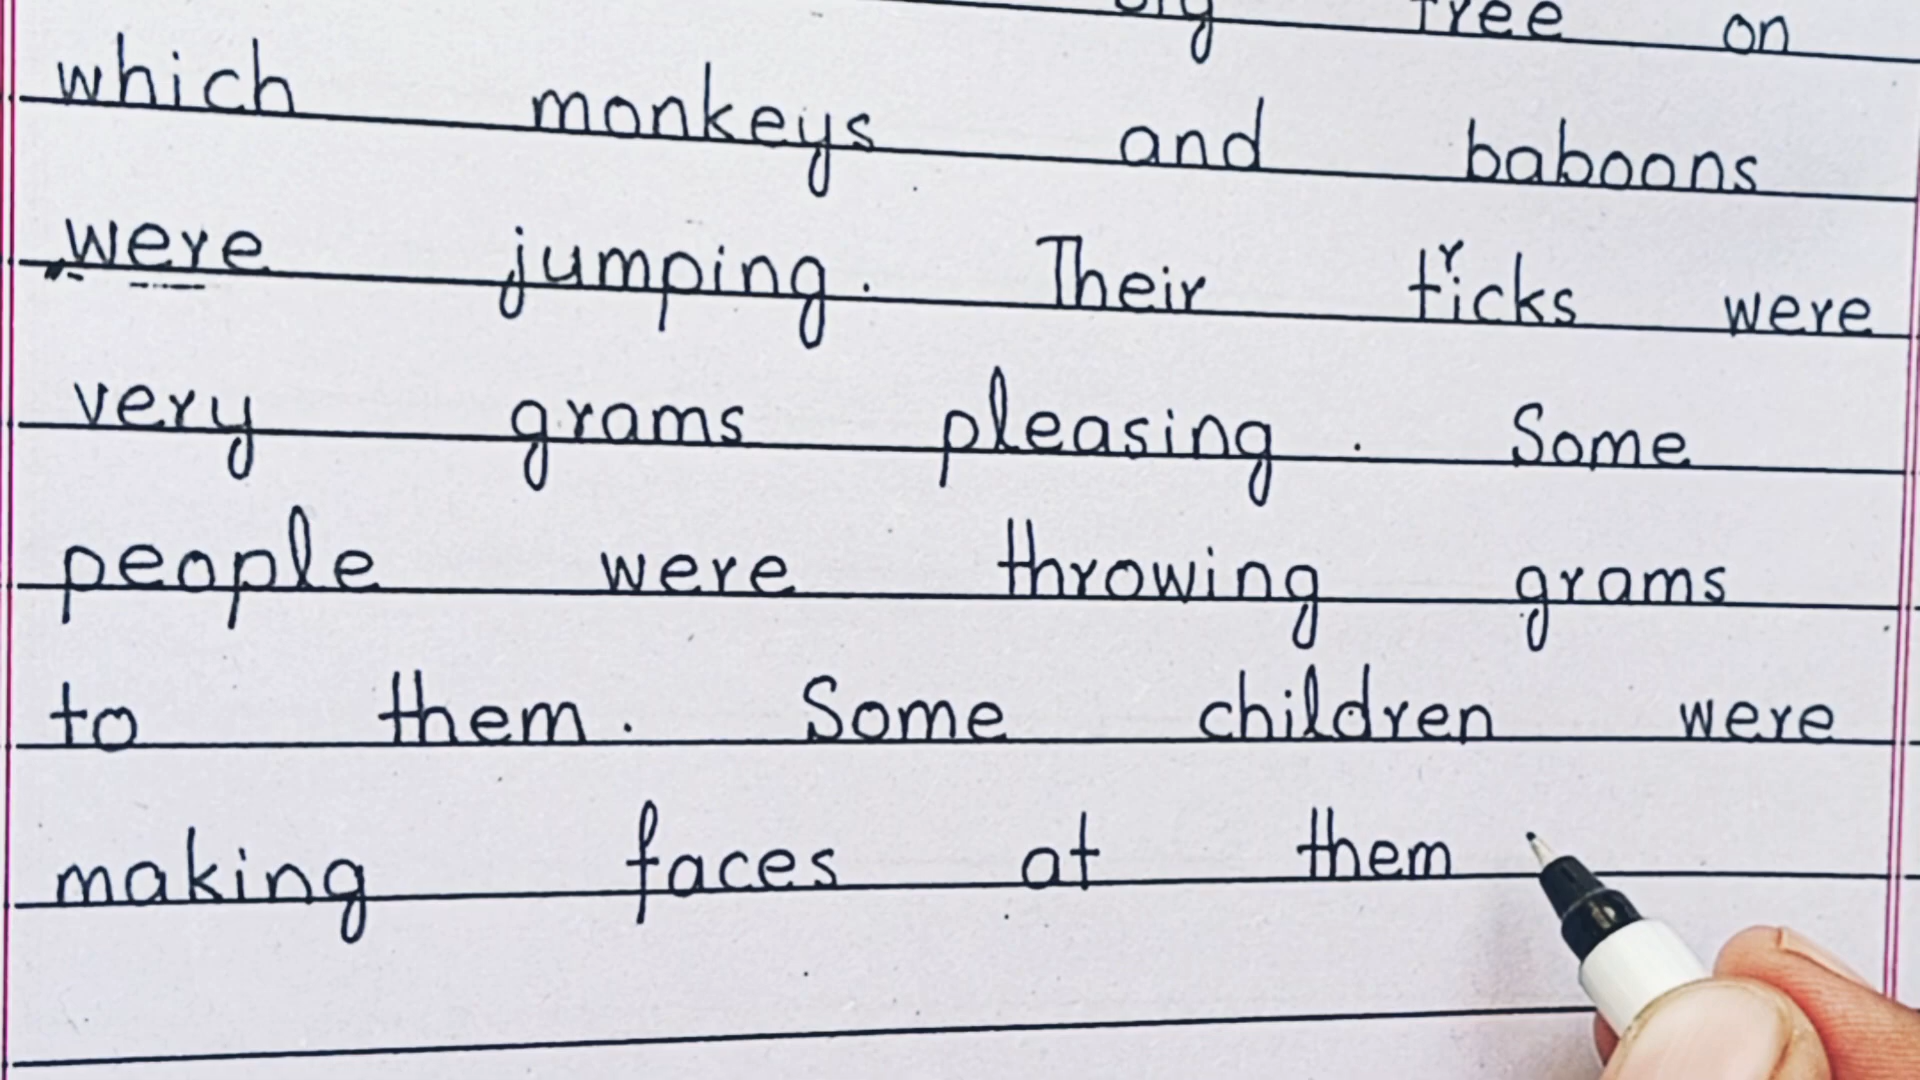 big tree on
which monkeys and baboons
were jumping. Their tricks were
very grams pleasing. Some
people were throwing grams
to them. Some children were
making faces at them